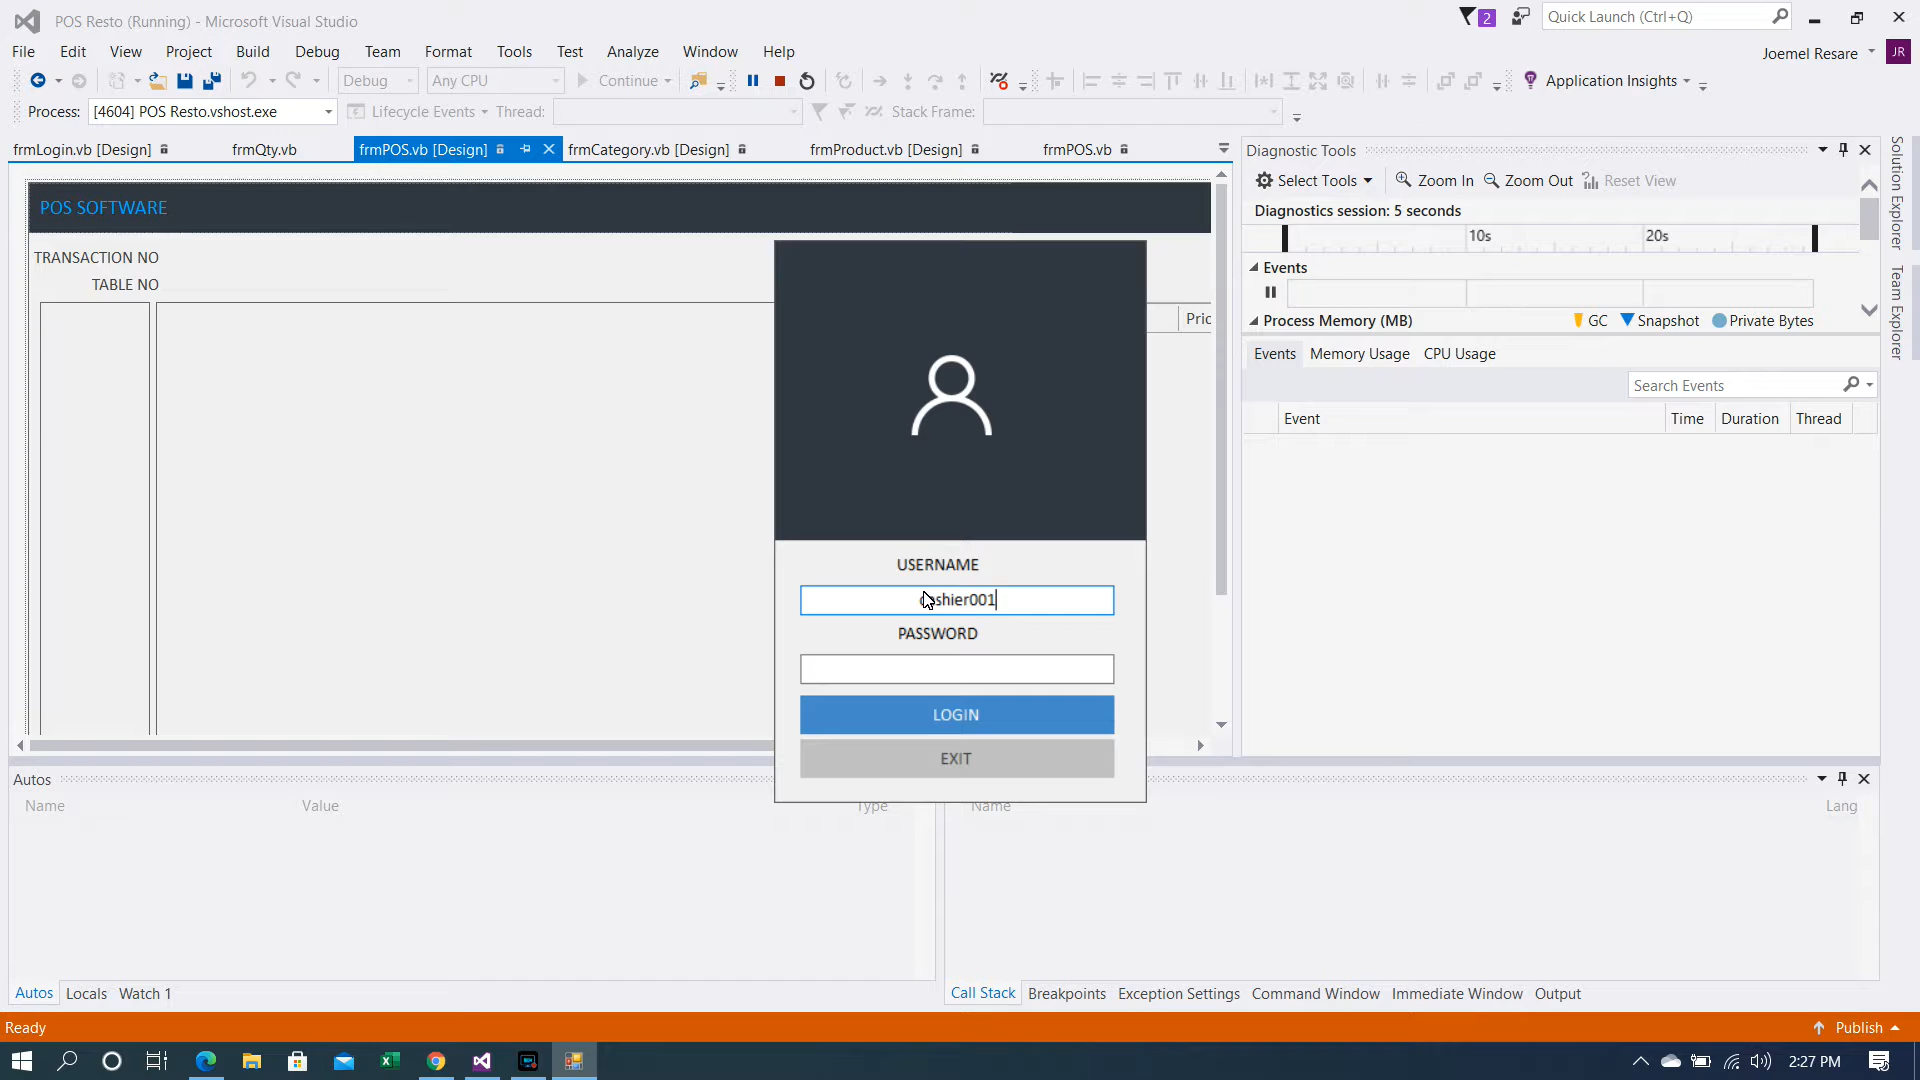 POS Resto (Running) - Microsoft Visual Studio
2
Quick Launch (Ctrl+Q)
File Edit View Project Build Debug Team Format Tools Test Analyze Window Help
Joemel Resare JR
Debug Any CPU Continue Application Insights
Process: [4604] POS Resto.vshost.exe Lifecycle Events Thread: Stack Frame:
frmLogin.vb [Design] frmQty.vb frmPOS.vb [Design] frmCategory.vb [Design] frmProduct.vb [Design] frmPOS.vb
POS SOFTWARE
TRANSACTION NO
TABLE NO
Pric
USERNAME
cashier001
PASSWORD
LOGIN
EXIT
Diagnostic Tools
Select Tools Zoom In Zoom Out Reset View
Diagnostics session: 5 seconds
10s 20s
Events
Process Memory (MB) GC Snapshot Private Bytes
Events Memory Usage CPU Usage
Search Events
Event Time Duration Thread
Solution Explorer
Team Explorer
Autos
Name Value Type
Name Lang
Autos Locals Watch 1
Call Stack Breakpoints Exception Settings Command Window Immediate Window Output
Ready
Publish
2:27 PM